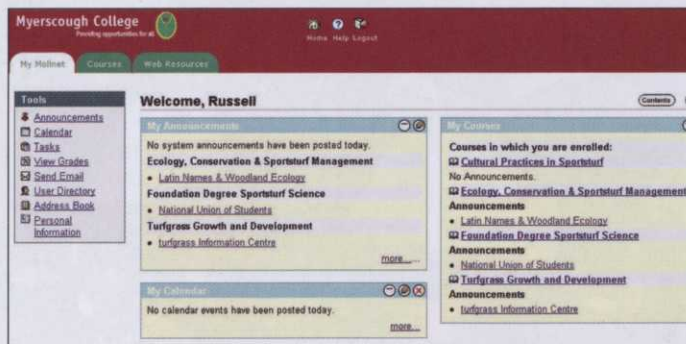 Myerscough College
Providing opportunities for all
Home Help Logout
My Mollnet Courses Web Resources
Tools
Announcements
Calendar
Tasks
View Grades
Send Email
User Directory
Address Book
Personal
Information
Welcome, Russell
Contents
My Announcements
No system announcements have been posted today.
Ecology, Conservation & Sportsturf Management
• Latin Names & Woodland Ecology
Foundation Degree Sportsturf Science
• National Union of Students
Turfgrass Growth and Development
• turfgrass Information Centre
more...
My Calendar
No calendar events have been posted today.
more...
My Courses
Courses in which you are enrolled:
Cultural Practices in Sportsturf
No Announcements.
Ecology, Conservation & Sportsturf Management
Announcements
• Latin Names & Woodland Ecology
Foundation Degree Sportsturf Science
Announcements
• National Union of Students
Turfgrass Growth and Development
Announcements
• turfgrass Information Centre